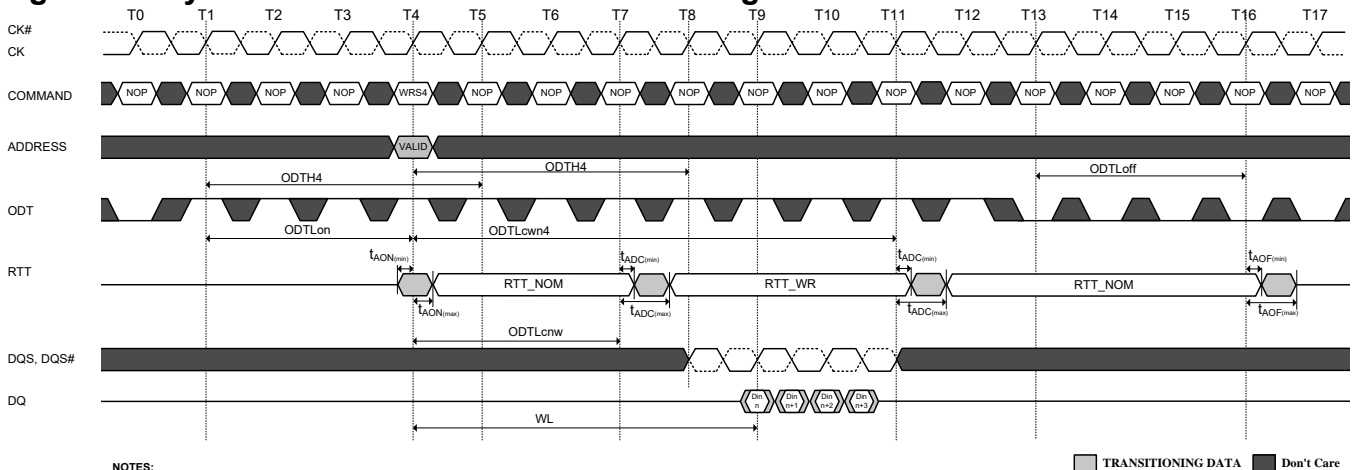 T0 T1 T2 T3 T4 T5 T6 T7 T8 T9 T10 T11 T12 T13 T14 T15 T16 T17
CK#
CK
COMMAND NOP NOP NOP NOP WRS4 NOP NOP NOP NOP NOP NOP NOP NOP NOP NOP NOP NOP NOP
ADDRESS VALID
ODTH4 ODTH4 ODTLoff
ODT
ODTLon ODTLcwn4
tAON(min) tADC(min) tADC(min) tAOF(min)
RTT RTT_NOM RTT_WR RTT_NOM
tAON(max) tADC(max) tADC(max) tAOF(max)
ODTLcnw
DQS, DQS#
DQ Din n Din n+1 Din n+2 Din n+3
WL
NOTES:
TRANSITIONING DATA Don't Care